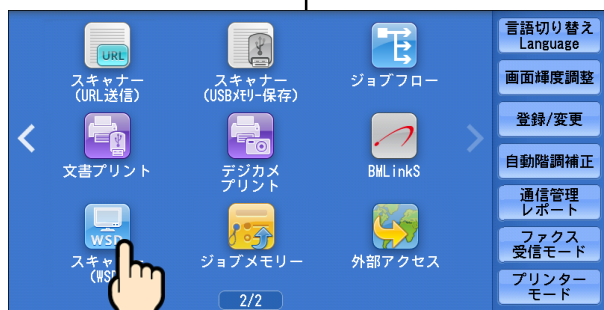 URL
スキャナー
(URL送信)
スキャナー
(USBﾒﾓﾘｰ保存)
ジョブフロー
文書プリント
デジカメ
プリント
BMLinkS
WSD
スキャ
(WS
ジョブメモリー
外部アクセス
2/2
言語切り替え
Language
画面輝度調整
登録/変更
自動階調補正
通信管理
レポート
ファクス
受信モード
プリンター
モード